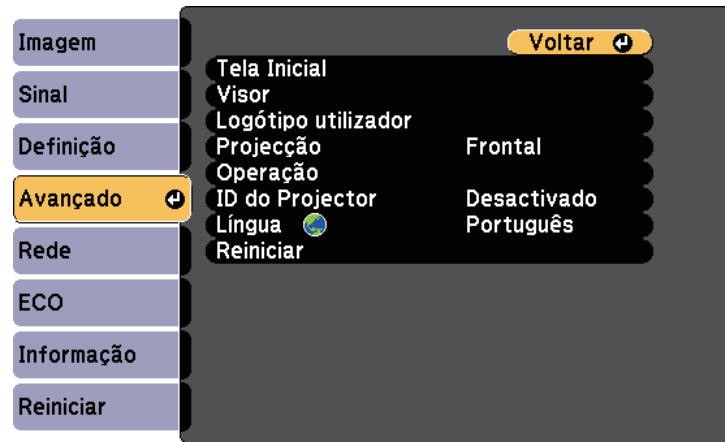 Imagem
Sinal
Definição
Avançado
Rede
ECO
Informação
Reiniciar
Voltar
Tela Inicial
Visor
Logótipo utilizador
Projecção Frontal
Operação
ID do Projector Desactivado
Língua Português
Reiniciar